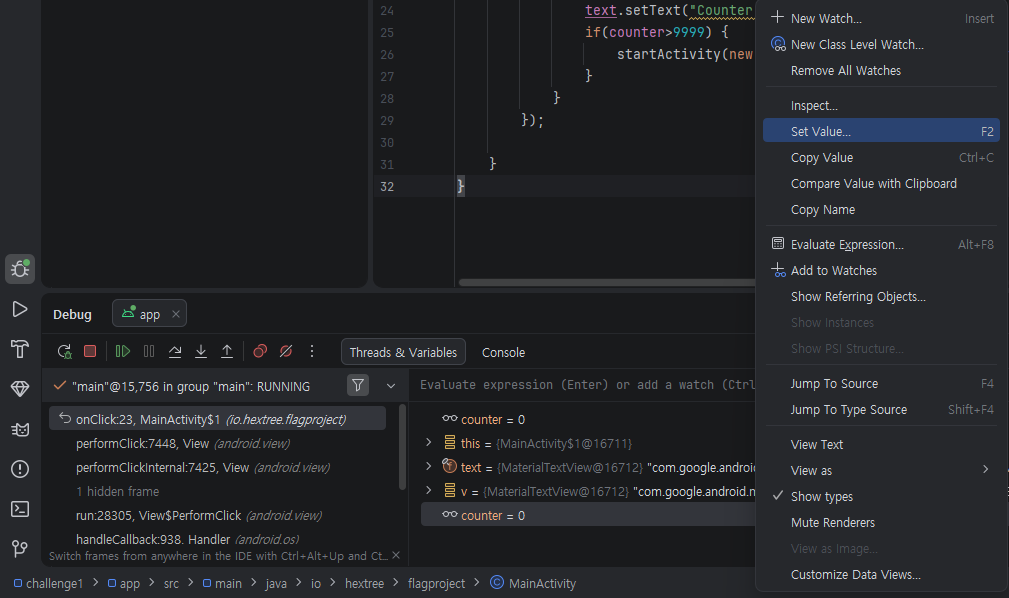 24 text.setText("Counter
25 if(counter>9999) {
26 startActivity(new
27 }
28 }
29 });
30
31 }
32 }
New Watch... Insert
New Class Level Watch...
Remove All Watches
Inspect...
Set Value... F2
Copy Value Ctrl+C
Compare Value with Clipboard
Copy Name
Evaluate Expression... Alt+F8
Add to Watches
Show Referring Objects...
Show Instances
Show PSI Structure...
Jump To Source F4
Jump To Type Source Shift+F4
View Text
View as
Show types
Mute Renderers
View as Image...
Customize Data Views...
Debug app
Threads & Variables Console
"main"@15,756 in group "main": RUNNING
onClick:23, MainActivity$1 (io.hextree.flagproject)
performClick:7448, View (android.view)
performClickInternal:7425, View (android.view)
1 hidden frame
run:28305, View$PerformClick (android.view)
handleCallback:938, Handler (android.os)
Switch frames from anywhere in the IDE with Ctrl+Alt+Up and Ct...
Evaluate expression (Enter) or add a watch (Ctrl
counter = 0
this = {MainActivity$1@16711}
text = {MaterialTextView@16712} "com.google.android
v = {MaterialTextView@16712} "com.google.android.m
counter = 0
challenge1 > app > src > main > java > io > hextree > flagproject > MainActivity